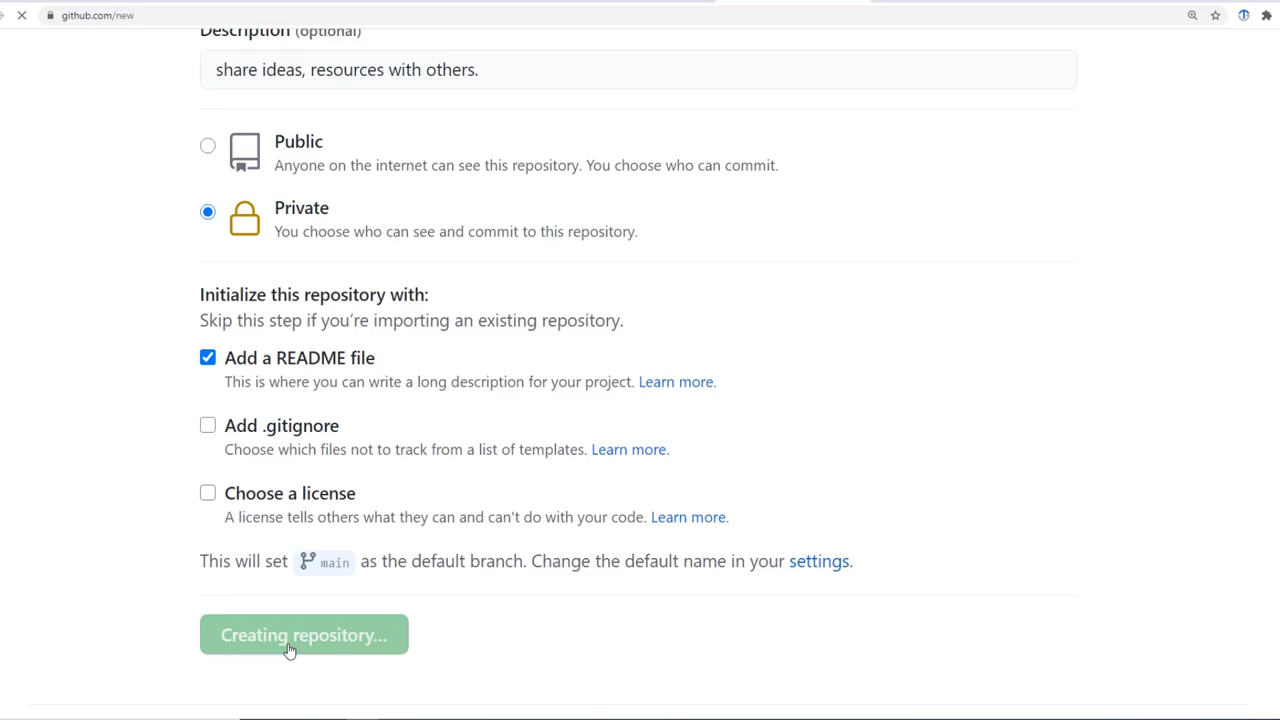 github.com/new
Description (optional)
share ideas, resources with others.
Public
Anyone on the internet can see this repository. You choose who can commit.
Private
You choose who can see and commit to this repository.
Initialize this repository with:
Skip this step if you’re importing an existing repository.
Add a README file
This is where you can write a long description for your project. Learn more.
Add .gitignore
Choose which files not to track from a list of templates. Learn more.
Choose a license
A license tells others what they can and can't do with your code. Learn more.
This will set main as the default branch. Change the default name in your settings.
Creating repository...